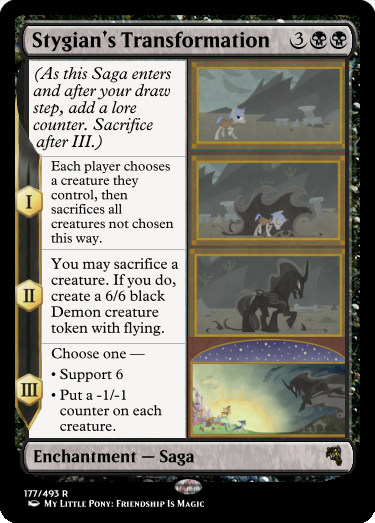 Stygian's Transformation 3
(As this Saga enters
and after your draw
step, add a lore
counter. Sacrifice
after III.)
I
Each player chooses
a creature they
control, then
sacrifices all
creatures not chosen
this way.
II
You may sacrifice a
creature. If you do,
create a 6/6 black
Demon creature
token with flying.
III
Choose one —
• Support 6
• Put a -1/-1
counter on each
creature.
Enchantment — Saga
177/493 R
My Little Pony: Friendship Is Magic